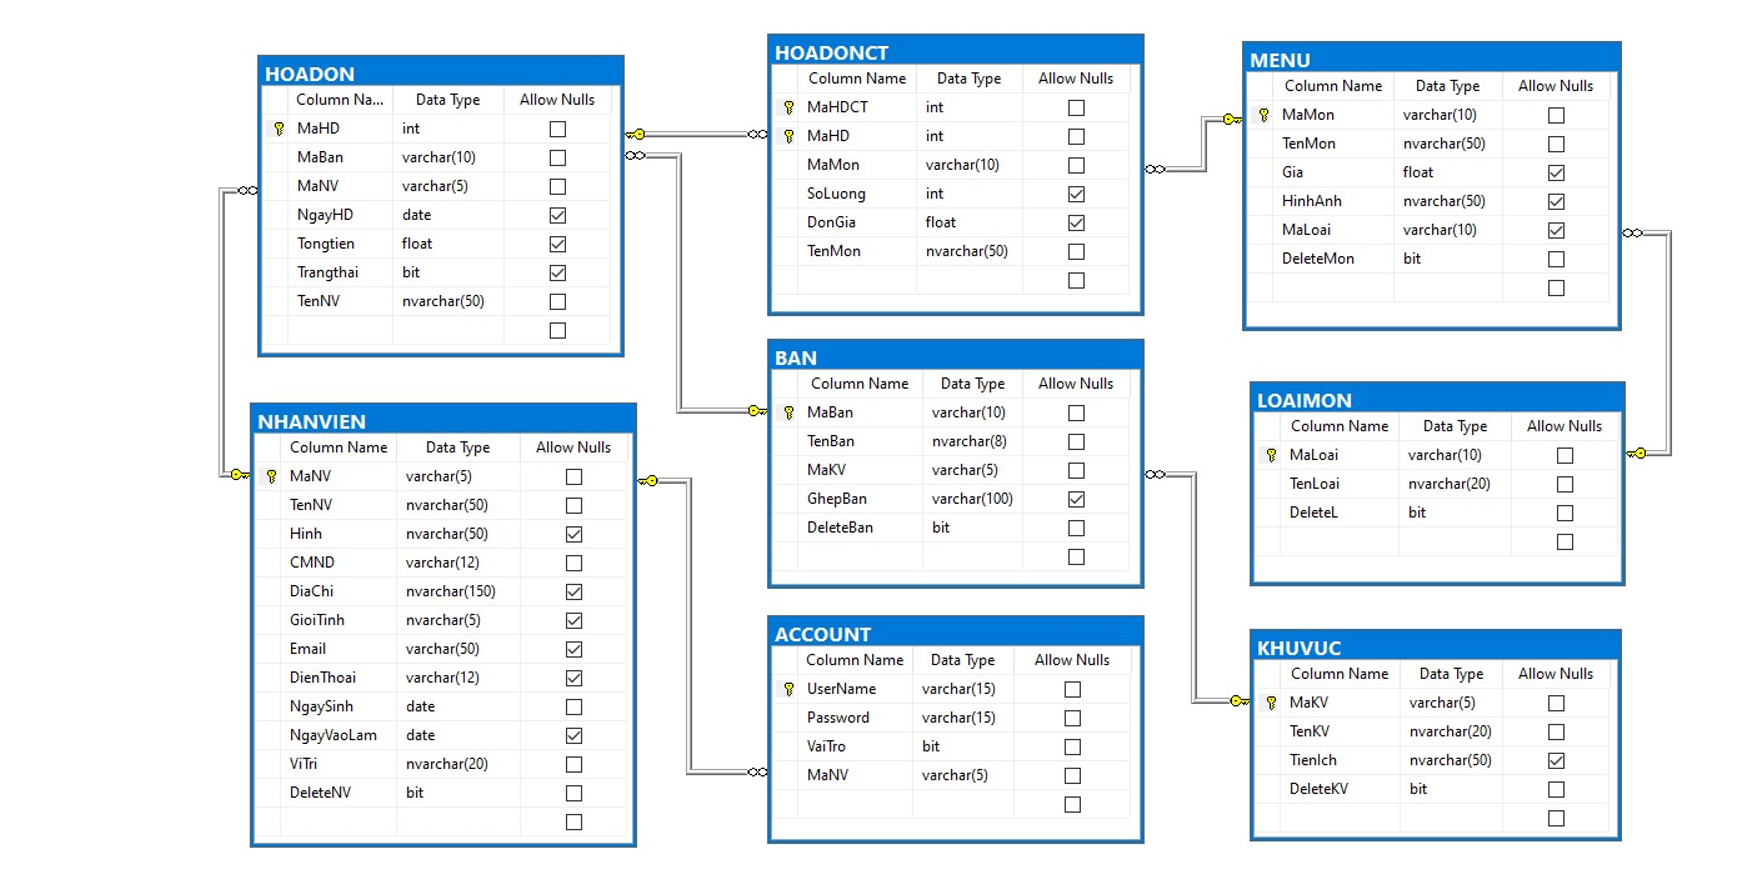 HOADON
Column Na... Data Type Allow Nulls
MaHD int
MaBan varchar(10)
MaNV varchar(5)
NgayHD date
Tongtien float
Trangthai bit
TenNV nvarchar(50)
HOADONCT
Column Name Data Type Allow Nulls
MaHDCT int
MaHD int
MaMon varchar(10)
SoLuong int
DonGia float
TenMon nvarchar(50)
MENU
Column Name Data Type Allow Nulls
MaMon varchar(10)
TenMon nvarchar(50)
Gia float
HinhAnh nvarchar(50)
MaLoai varchar(10)
DeleteMon bit
NHANVIEN
Column Name Data Type Allow Nulls
MaNV varchar(5)
TenNV nvarchar(50)
Hinh nvarchar(50)
CMND varchar(12)
DiaChi nvarchar(150)
GioiTinh nvarchar(5)
Email varchar(50)
DienThoai varchar(12)
NgaySinh date
NgayVaoLam date
ViTri nvarchar(20)
DeleteNV bit
BAN
Column Name Data Type Allow Nulls
MaBan varchar(10)
TenBan nvarchar(8)
MaKV varchar(5)
GhepBan varchar(100)
DeleteBan bit
LOAIMON
Column Name Data Type Allow Nulls
MaLoai varchar(10)
TenLoai nvarchar(20)
DeleteL bit
ACCOUNT
Column Name Data Type Allow Nulls
UserName varchar(15)
Password varchar(15)
VaiTro bit
MaNV varchar(5)
KHUVUC
Column Name Data Type Allow Nulls
MaKV varchar(5)
TenKV nvarchar(20)
TienIch nvarchar(50)
DeleteKV bit